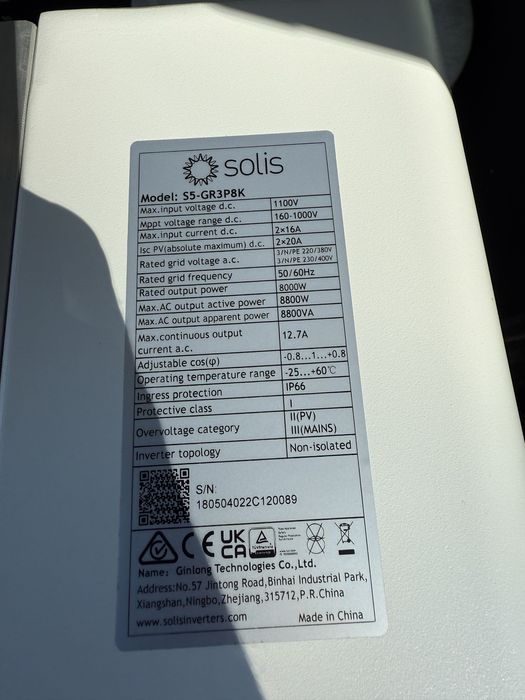 solis
Model: S5-GR3P8K
Max.input voltage d.c. 1100V
Mppt voltage range d.c. 160-1000V
Max.input current d.c. 2×16A
Isc PV(absolute maximum) d.c. 2×20A
Rated grid voltage a.c. 3/N/PE 220/380V
3/N/PE 230/400V
Rated grid frequency 50/60Hz
Rated output power 8000W
Max.AC output active power 8800W
Max.AC output apparent power 8800VA
Max.continuous output
current a.c. 12.7A
Adjustable cos(φ) -0.8...1...+0.8
Operating temperature range -25...+60℃
Ingress protection IP66
Protective class I
Overvoltage category II(PV)
III(MAINS)
Inverter topology Non-isolated
S/N:
180504022C120089
CE UK
CA
Name: Ginlong Technologies Co.,Ltd.
Address:No.57 Jintong Road,Binhai Industrial Park,
Xiangshan,Ningbo,Zhejiang,315712,P.R.China
www.solisinverters.com Made in China